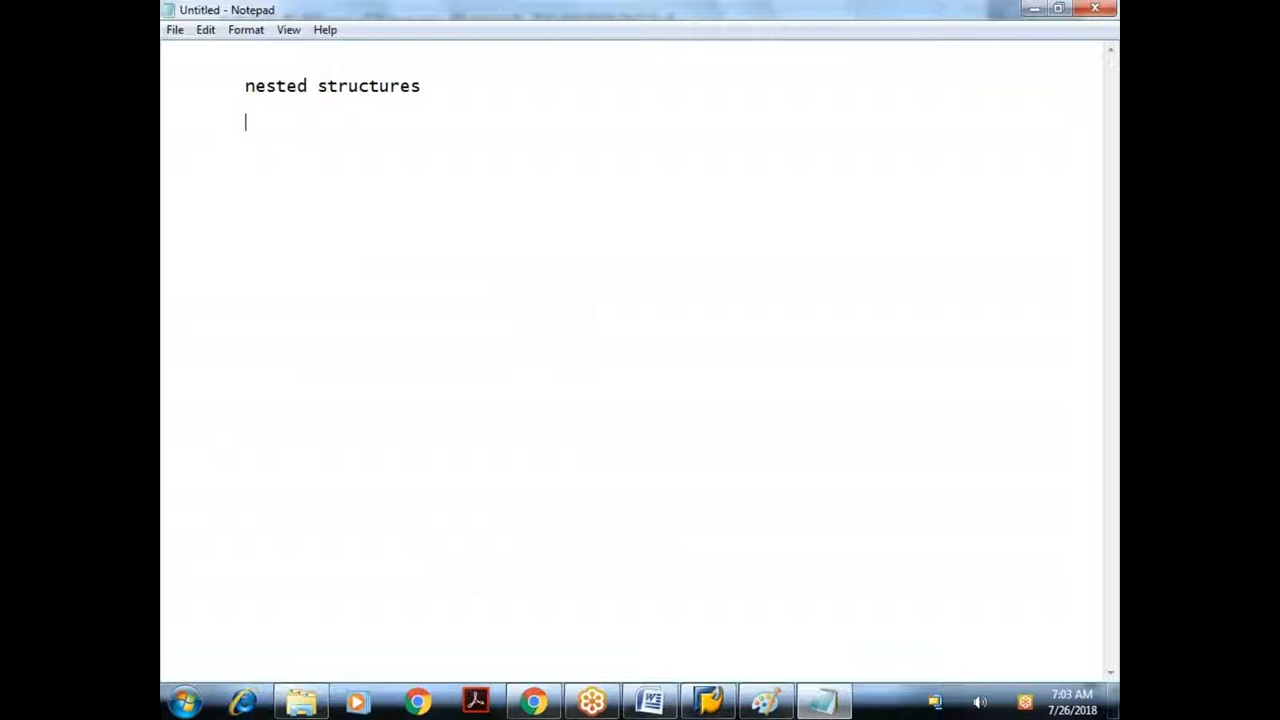 Untitled - Notepad
File Edit Format View Help
nested structures
7:03 AM
7/26/2018